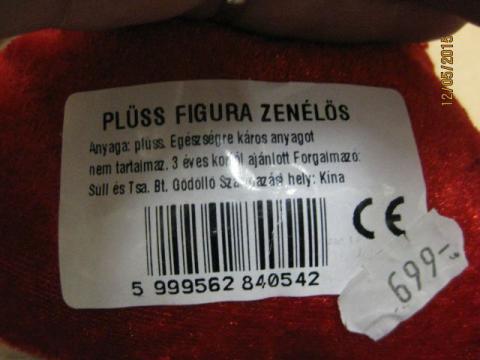 PLÜSS FIGURA ZENÉLŐS
Anyaga: plüss. Egészségre káros anyagot
nem tartalmaz. 3 éves kortól ajánlott Forgalmazó:
Süll és Tsa. Bt. Gödöllő Származási hely: Kína
CE
5 999562 840542
699-
12/05/2015